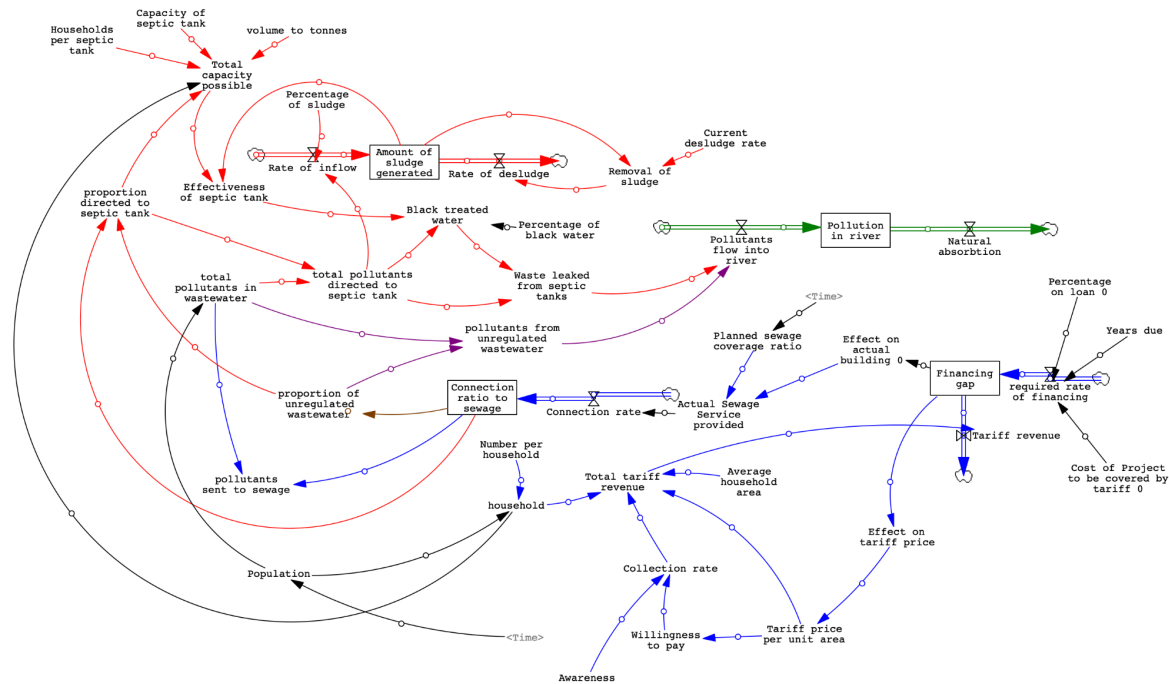 Capacity of
septic tank
Households
per septic
tank
volume to tonnes
Total
capacity
possible
Percentage
of sludge
Current
desludge rate
Amount of
sludge
generated
Rate of inflow
Rate of desludge
Removal of
sludge
Effectiveness
of septic tank
proportion
directed to
septic tank
Black treated
water
Percentage of
black water
Pollution
in river
Pollutants
flow into
river
Natural
absorbtion
total
pollutants in
wastewater
total pollutants
directed to
septic tank
Waste leaked
from septic
tanks
Percentage
on loan 0
<Time>
pollutants from
unregulated
wastewater
Planned sewage
coverage ratio
Effect on
actual
building 0
Years due
Financing
gap
required rate
of financing
proportion of
unregulated
wastewater
Connection
ratio to
sewage
Connection rate
Actual Sewage
Service
provided
Tariff revenue
Number per
household
pollutants
sent to sewage
Total tariff
revenue
Average
household
area
Cost of Project
to be covered by
tariff 0
household
Effect on
tariff price
Population
Collection rate
<Time>
Willingness
to pay
Tariff price
per unit area
Awareness